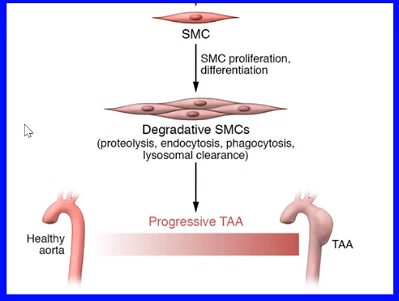 SMC
SMC proliferation,
differentiation
Degradative SMCs
(proteolysis, endocytosis, phagocytosis,
lysosomal clearance)
Progressive TAA
Healthy
aorta
TAA